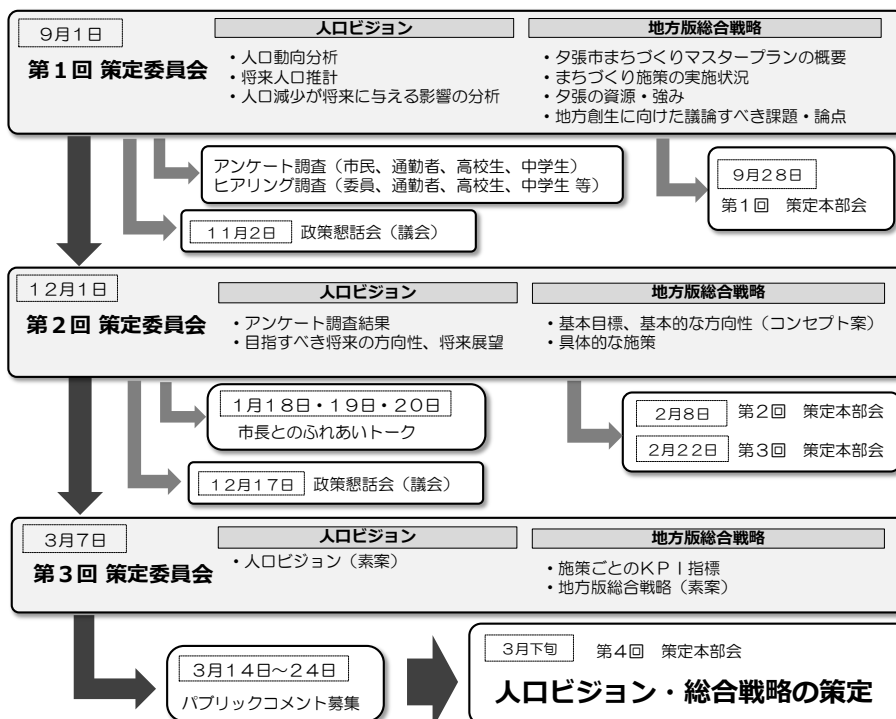 9月1日
第1回 策定委員会
人口ビジョン
・人口動向分析
・将来人口推計
・人口減少が将来に与える影響の分析
地方版総合戦略
・夕張市まちづくりマスタープランの概要
・まちづくり施策の実施状況
・夕張の資源・強み
・地方創生に向けた議論すべき課題・論点
アンケート調査（市民、通勤者、高校生、中学生）
ヒアリング調査（委員、通勤者、高校生、中学生 等）
9月28日
第1回 策定本部会
11月2日 政策懇話会（議会）
12月1日
第2回 策定委員会
人口ビジョン
・アンケート調査結果
・目指すべき将来の方向性、将来展望
地方版総合戦略
・基本目標、基本的な方向性（コンセプト案）
・具体的な施策
1月18日・19日・20日
市長とのふれあいトーク
2月8日 第2回 策定本部会
2月22日 第3回 策定本部会
12月17日 政策懇話会（議会）
3月7日
第3回 策定委員会
人口ビジョン
・人口ビジョン（素案）
地方版総合戦略
・施策ごとのKPI指標
・地方版総合戦略（素案）
3月14日～24日
パブリックコメント募集
3月下旬 第4回 策定本部会
人口ビジョン・総合戦略の策定